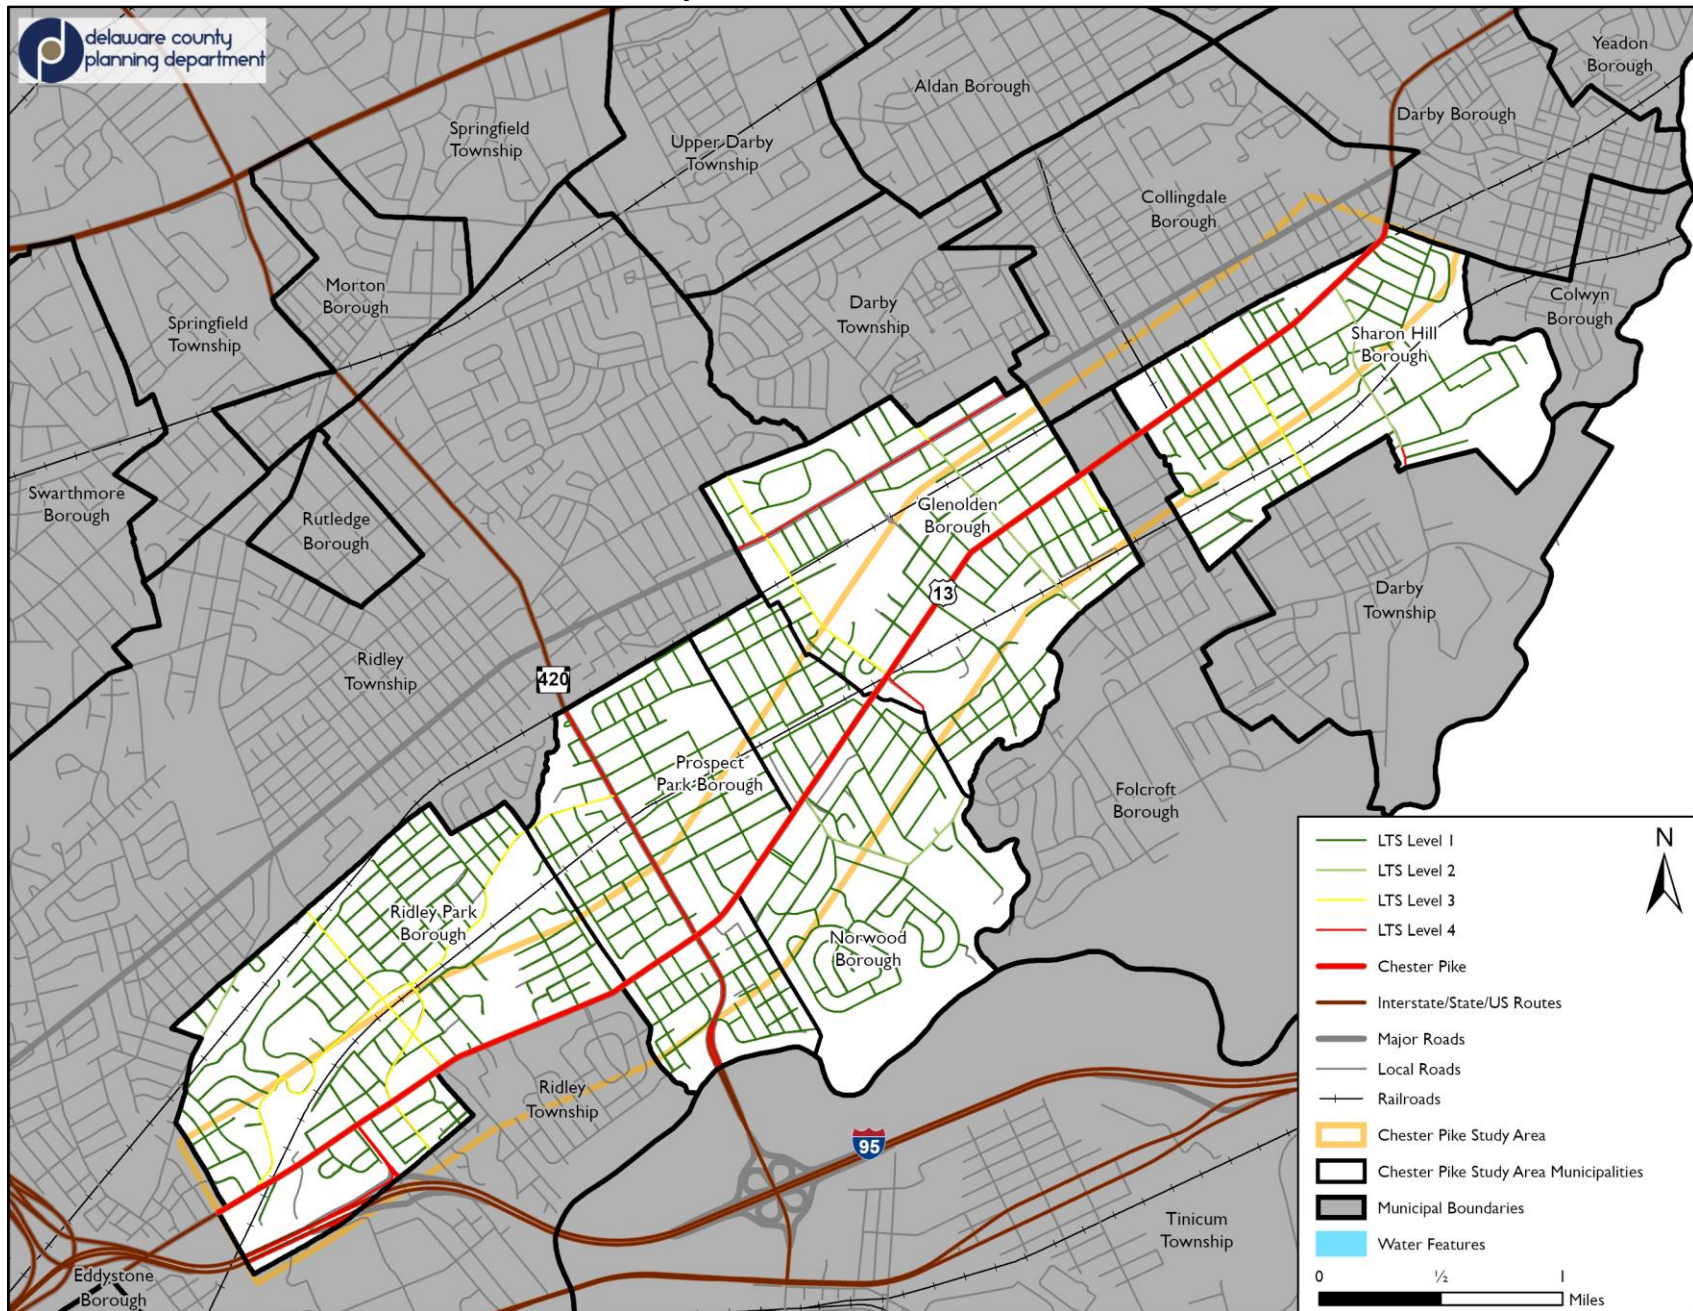 delaware county
planning department
Yeadon
Borough
Aldan Borough
Darby Borough
Springfield
Township
Upper Darby
Township
Collingdale
Borough
Morton
Borough
Colwyn
Borough
Springfield
Township
Darby
Township
Sharon Hill
Borough
Swarthmore
Borough
Rutledge
Borough
Glenolden
Borough
13
Darby
Township
Ridley
Township
420
Prospect
Park Borough
Folcroft
Borough
Ridley Park
Borough
Norwood
Borough
Ridley
Township
95
Tinicum
Township
Eddystone
Borough
N
LTS Level 1
LTS Level 2
LTS Level 3
LTS Level 4
Chester Pike
Interstate/State/US Routes
Major Roads
Local Roads
Railroads
Chester Pike Study Area
Chester Pike Study Area Municipalities
Municipal Boundaries
Water Features
0 ½ 1
Miles